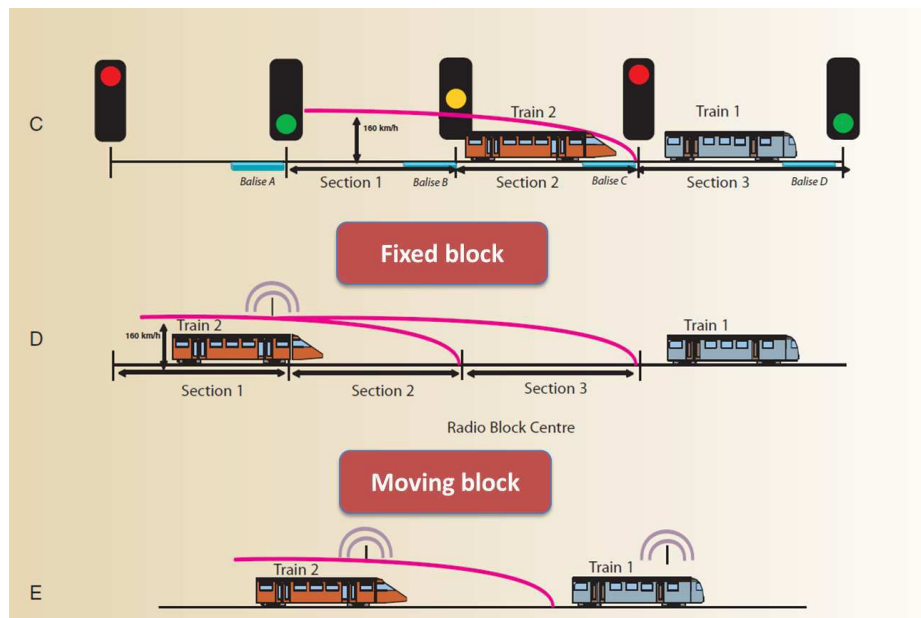 Train 2
Train 1
C
160 km/h
Balise A
Section 1
Balise B
Section 2
Balise C
Section 3
Balise D
Fixed block
Train 2
Train 1
D
160 km/h
Section 1
Section 2
Section 3
Radio Block Centre
Moving block
Train 2
Train 1
E